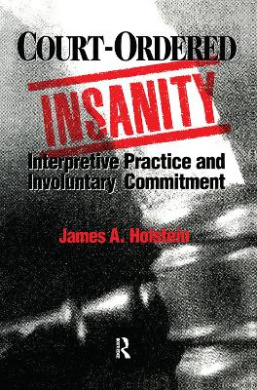 COURT-ORDERED
INSANITY
Interpretive Practice and
Involuntary Commitment
James A. Holstein